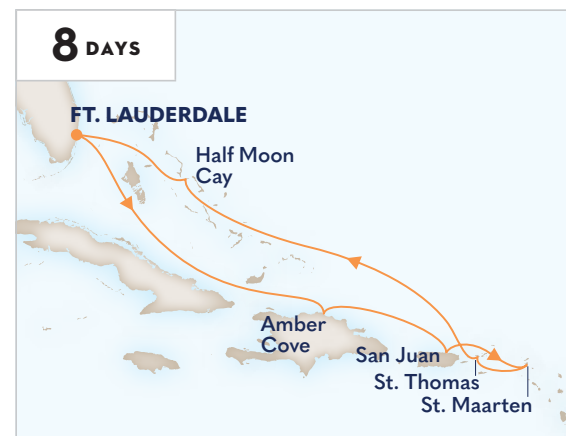 8 DAYS
FT. LAUDERDALE
Half Moon
Cay
Amber
Cove
San Juan
St. Thomas
St. Maarten